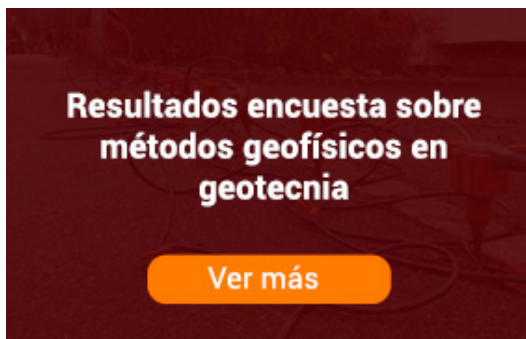 Resultados encuesta sobre
métodos geofísicos en
geotecnia
Ver más